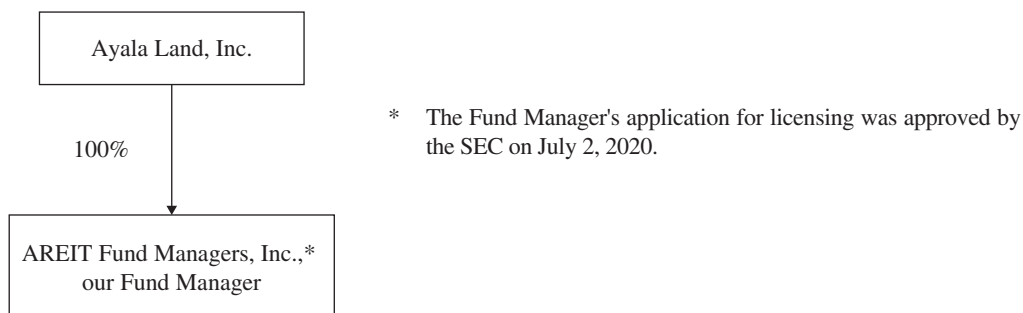 Ayala Land, Inc.
* The Fund Manager's application for licensing was approved by
the SEC on July 2, 2020.
100%
AREIT Fund Managers, Inc.,*
our Fund Manager